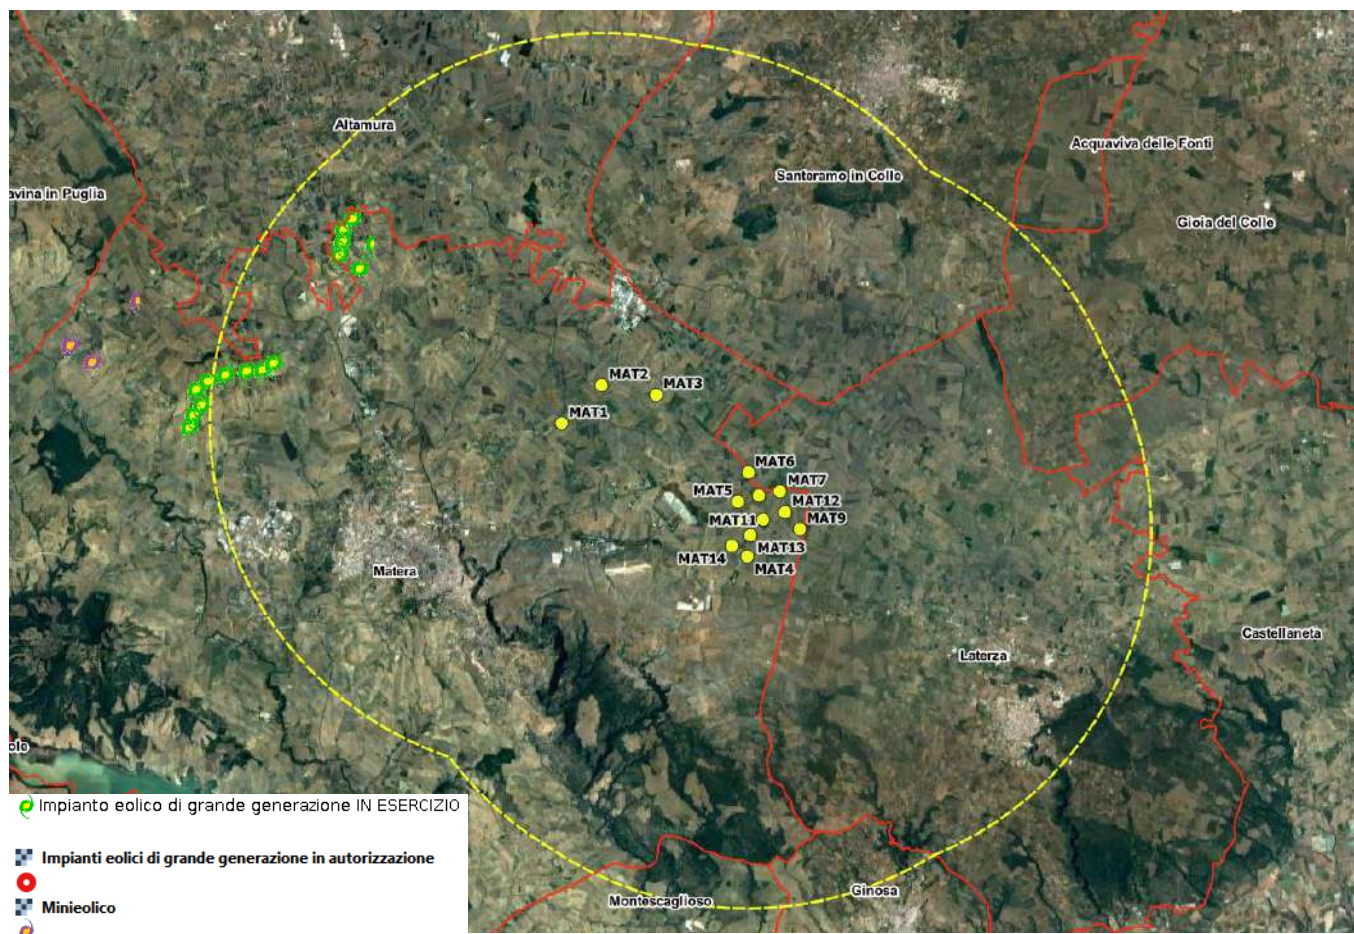 Altamura
Acquaviva delle Fonti
Santeramo in Colle
avina in Puglia
Gioia del Colle
MAT2
MAT3
MAT1
MAT6
MAT7
MAT5
MAT12
MAT11
MAT9
MAT13
MAT14
MAT4
Matera
Castellaneta
Laterza
ole
Impianto eolico di grande generazione IN ESERCIZIO
Impianti eolici di grande generazione in autorizzazione
Minieolico
Ginosa
Montescaglioso